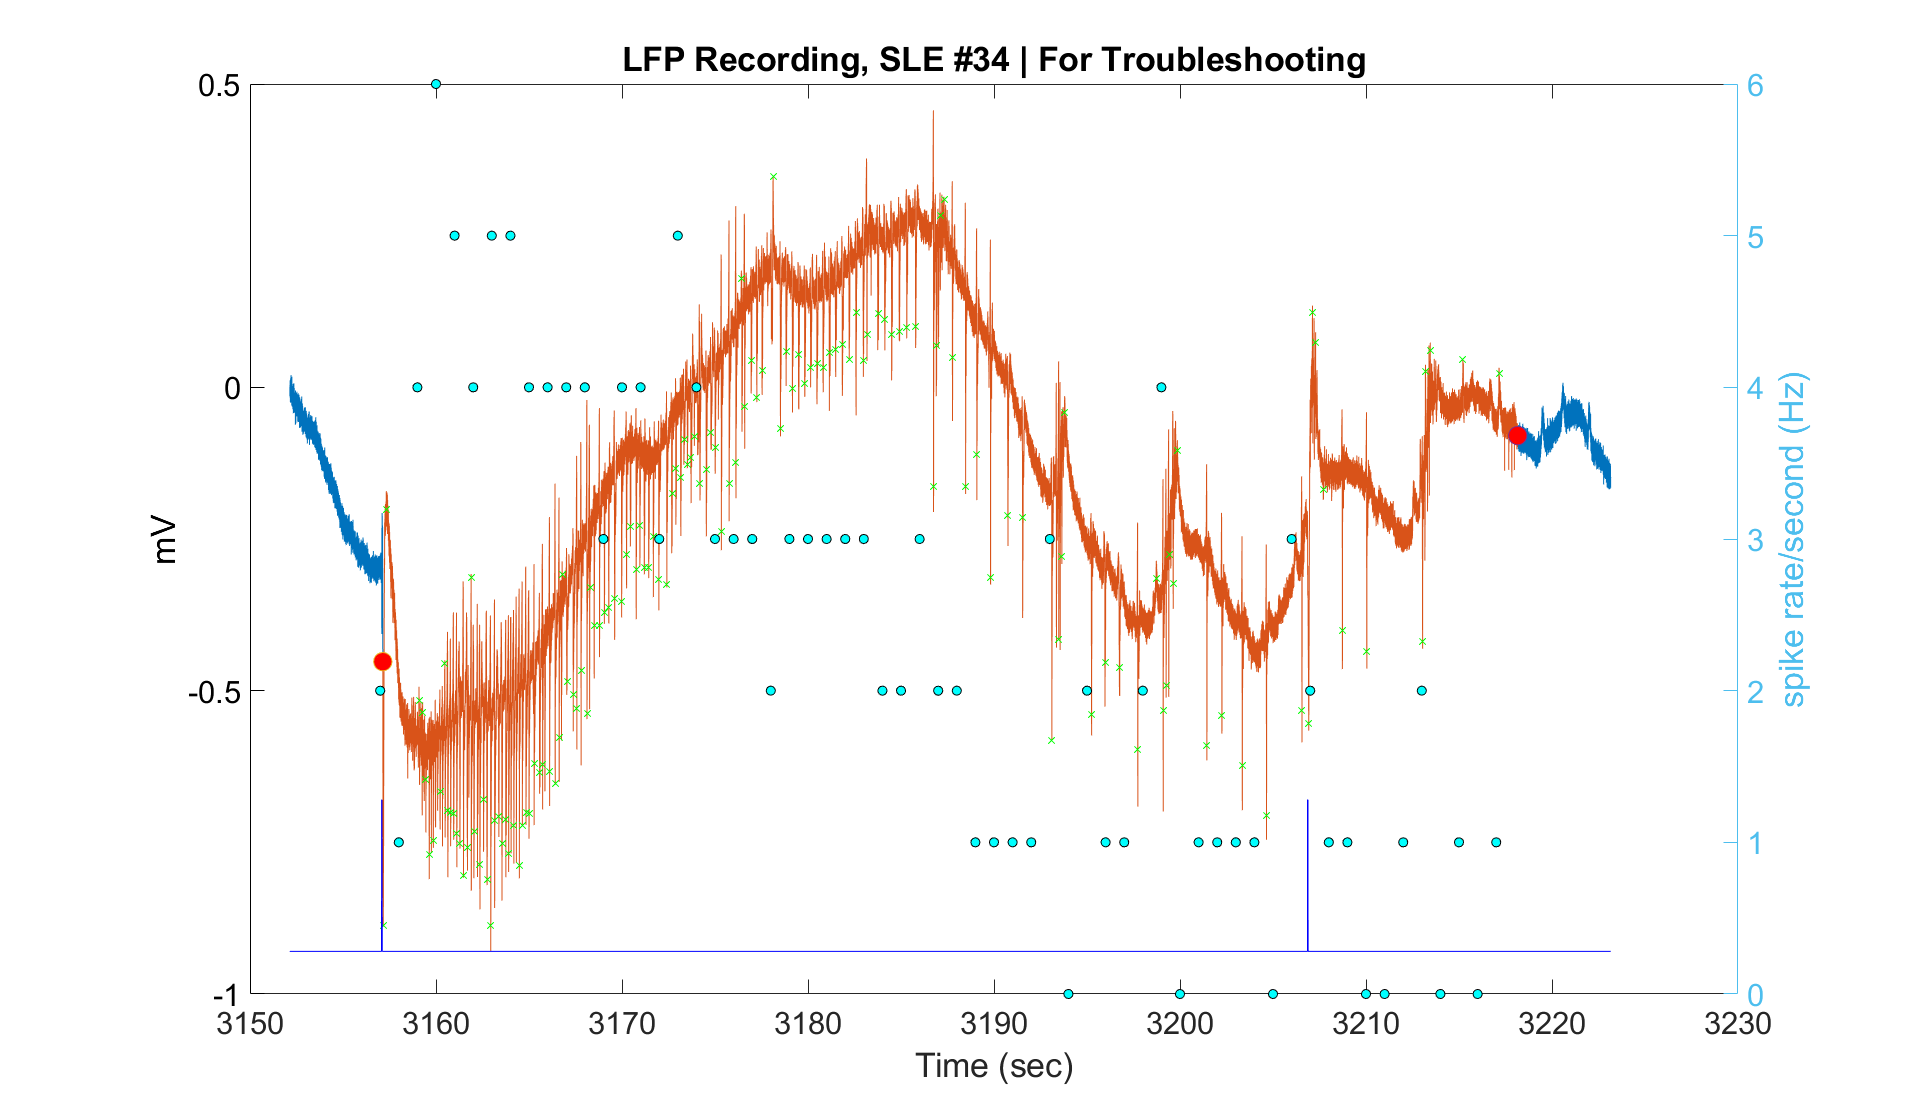 LFP Recording, SLE #34 | For Troubleshooting
0.5
0
-0.5
-1
mV
6
5
4
3
2
1
0
spike rate/second (Hz)
3150 3160 3170 3180 3190 3200 3210 3220 3230
Time (sec)